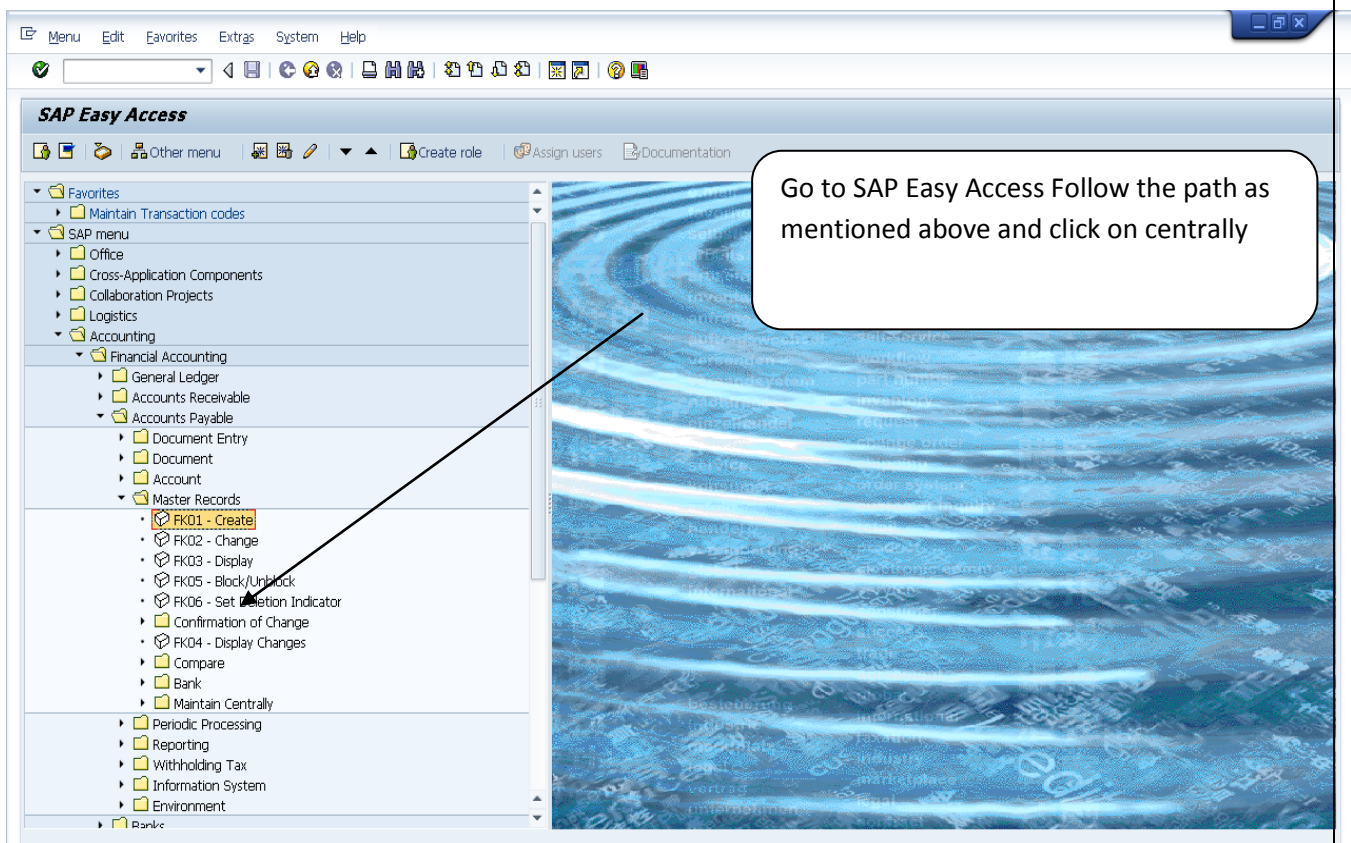 Menu Edit Favorites Extras System Help
SAP Easy Access
Other menu Create role Assign users Documentation
Go to SAP Easy Access Follow the path as
mentioned above and click on centrally
Favorites
Maintain Transaction codes
SAP menu
Office
Cross-Application Components
Collaboration Projects
Logistics
Accounting
Financial Accounting
General Ledger
Accounts Receivable
Accounts Payable
Document Entry
Document
Account
Master Records
FK01 - Create
FK02 - Change
FK03 - Display
FK05 - Block/Unblock
FK06 - Set Deletion Indicator
Confirmation of Change
FK04 - Display Changes
Compare
Bank
Maintain Centrally
Periodic Processing
Reporting
Withholding Tax
Information System
Environment
Banks